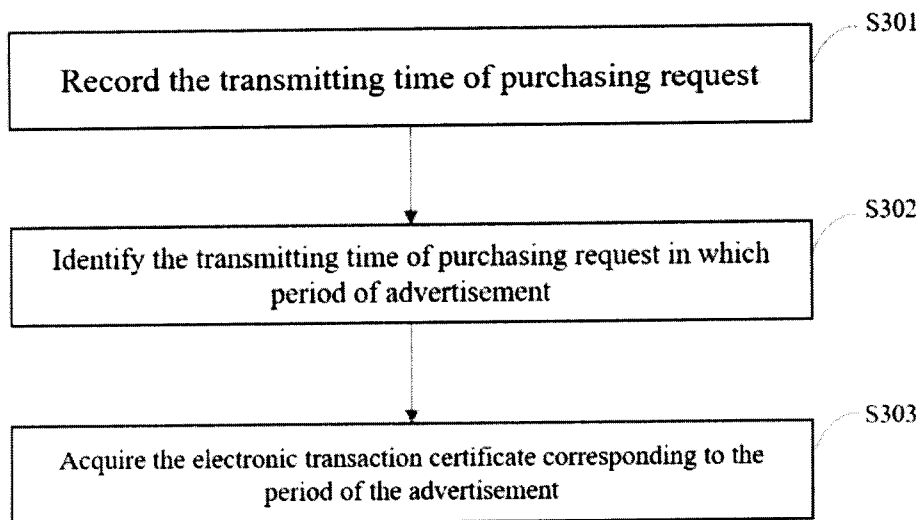 S301
Record the transmitting time of purchasing request
S302
Identify the transmitting time of purchasing request in which
period of advertisement
S303
Acquire the electronic transaction certificate corresponding to the
period of the advertisement